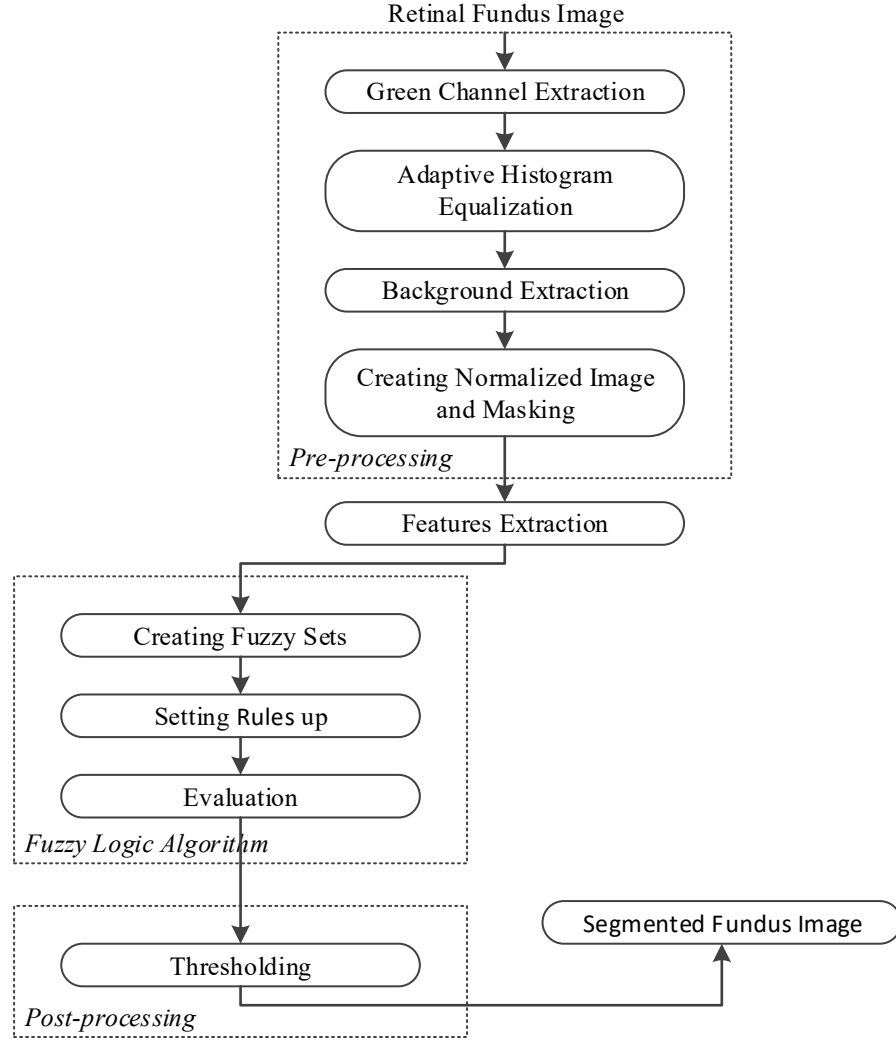 Retinal Fundus Image
Green Channel Extraction
Adaptive Histogram
Equalization
Background Extraction
Creating Normalized Image
and Masking
Pre-processing
Features Extraction
Creating Fuzzy Sets
Setting Rules up
Evaluation
Fuzzy Logic Algorithm
Segmented Fundus Image
Thresholding
Post-processing